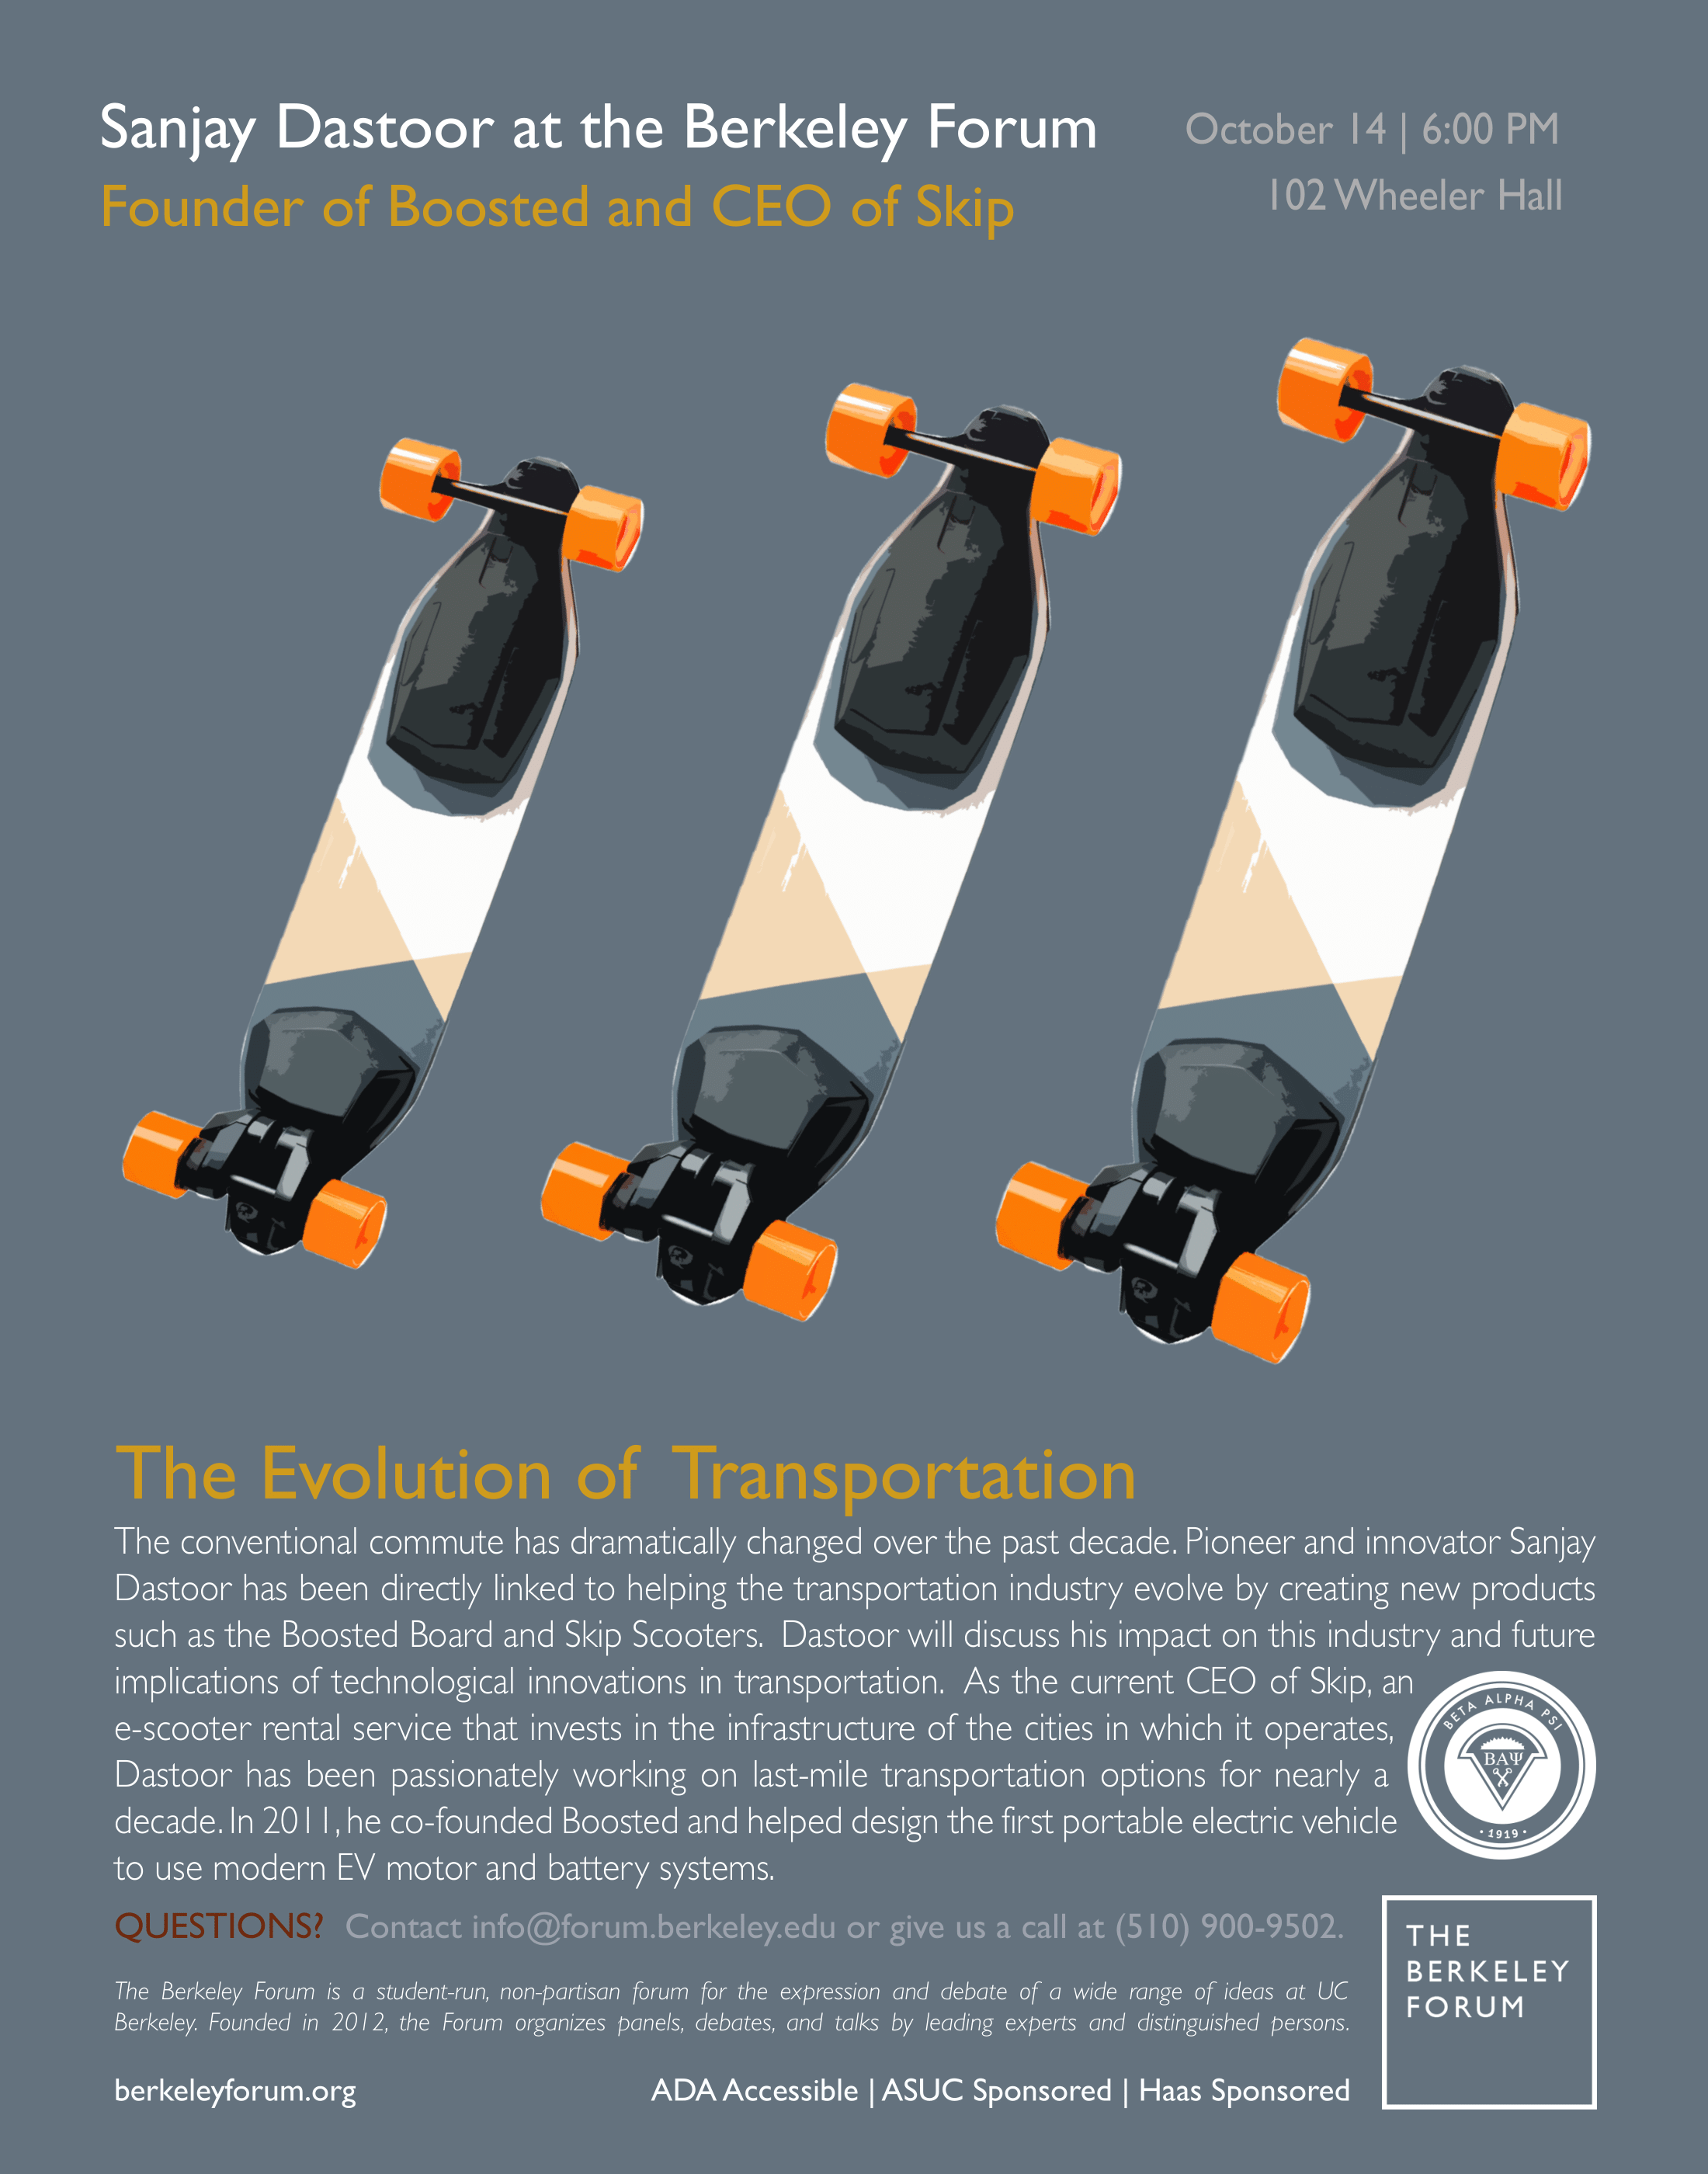 Sanjay Dastoor at the Berkeley Forum
Founder of Boosted and CEO of Skip
October 14 | 6:00 PM
102 Wheeler Hall
The Evolution of Transportation
The conventional commute has dramatically changed over the past decade. Pioneer and innovator Sanjay
Dastoor has been directly linked to helping the transportation industry evolve by creating new products
such as the Boosted Board and Skip Scooters. Dastoor will discuss his impact on this industry and future
implications of technological innovations in transportation. As the current CEO of Skip, an
e-scooter rental service that invests in the infrastructure of the cities in which it operates,
Dastoor has been passionately working on last-mile transportation options for nearly a
decade. In 2011, he co-founded Boosted and helped design the first portable electric vehicle
to use modern EV motor and battery systems.
BETA ALPHA PSI
ΒΑΨ
• 1919 •
QUESTIONS? Contact info@forum.berkeley.edu or give us a call at (510) 900-9502.
The Berkeley Forum is a student-run, non-partisan forum for the expression and debate of a wide range of ideas at UC
Berkeley. Founded in 2012, the Forum organizes panels, debates, and talks by leading experts and distinguished persons.
berkeleyforum.org
ADA Accessible | ASUC Sponsored | Haas Sponsored
THE
BERKELEY
FORUM